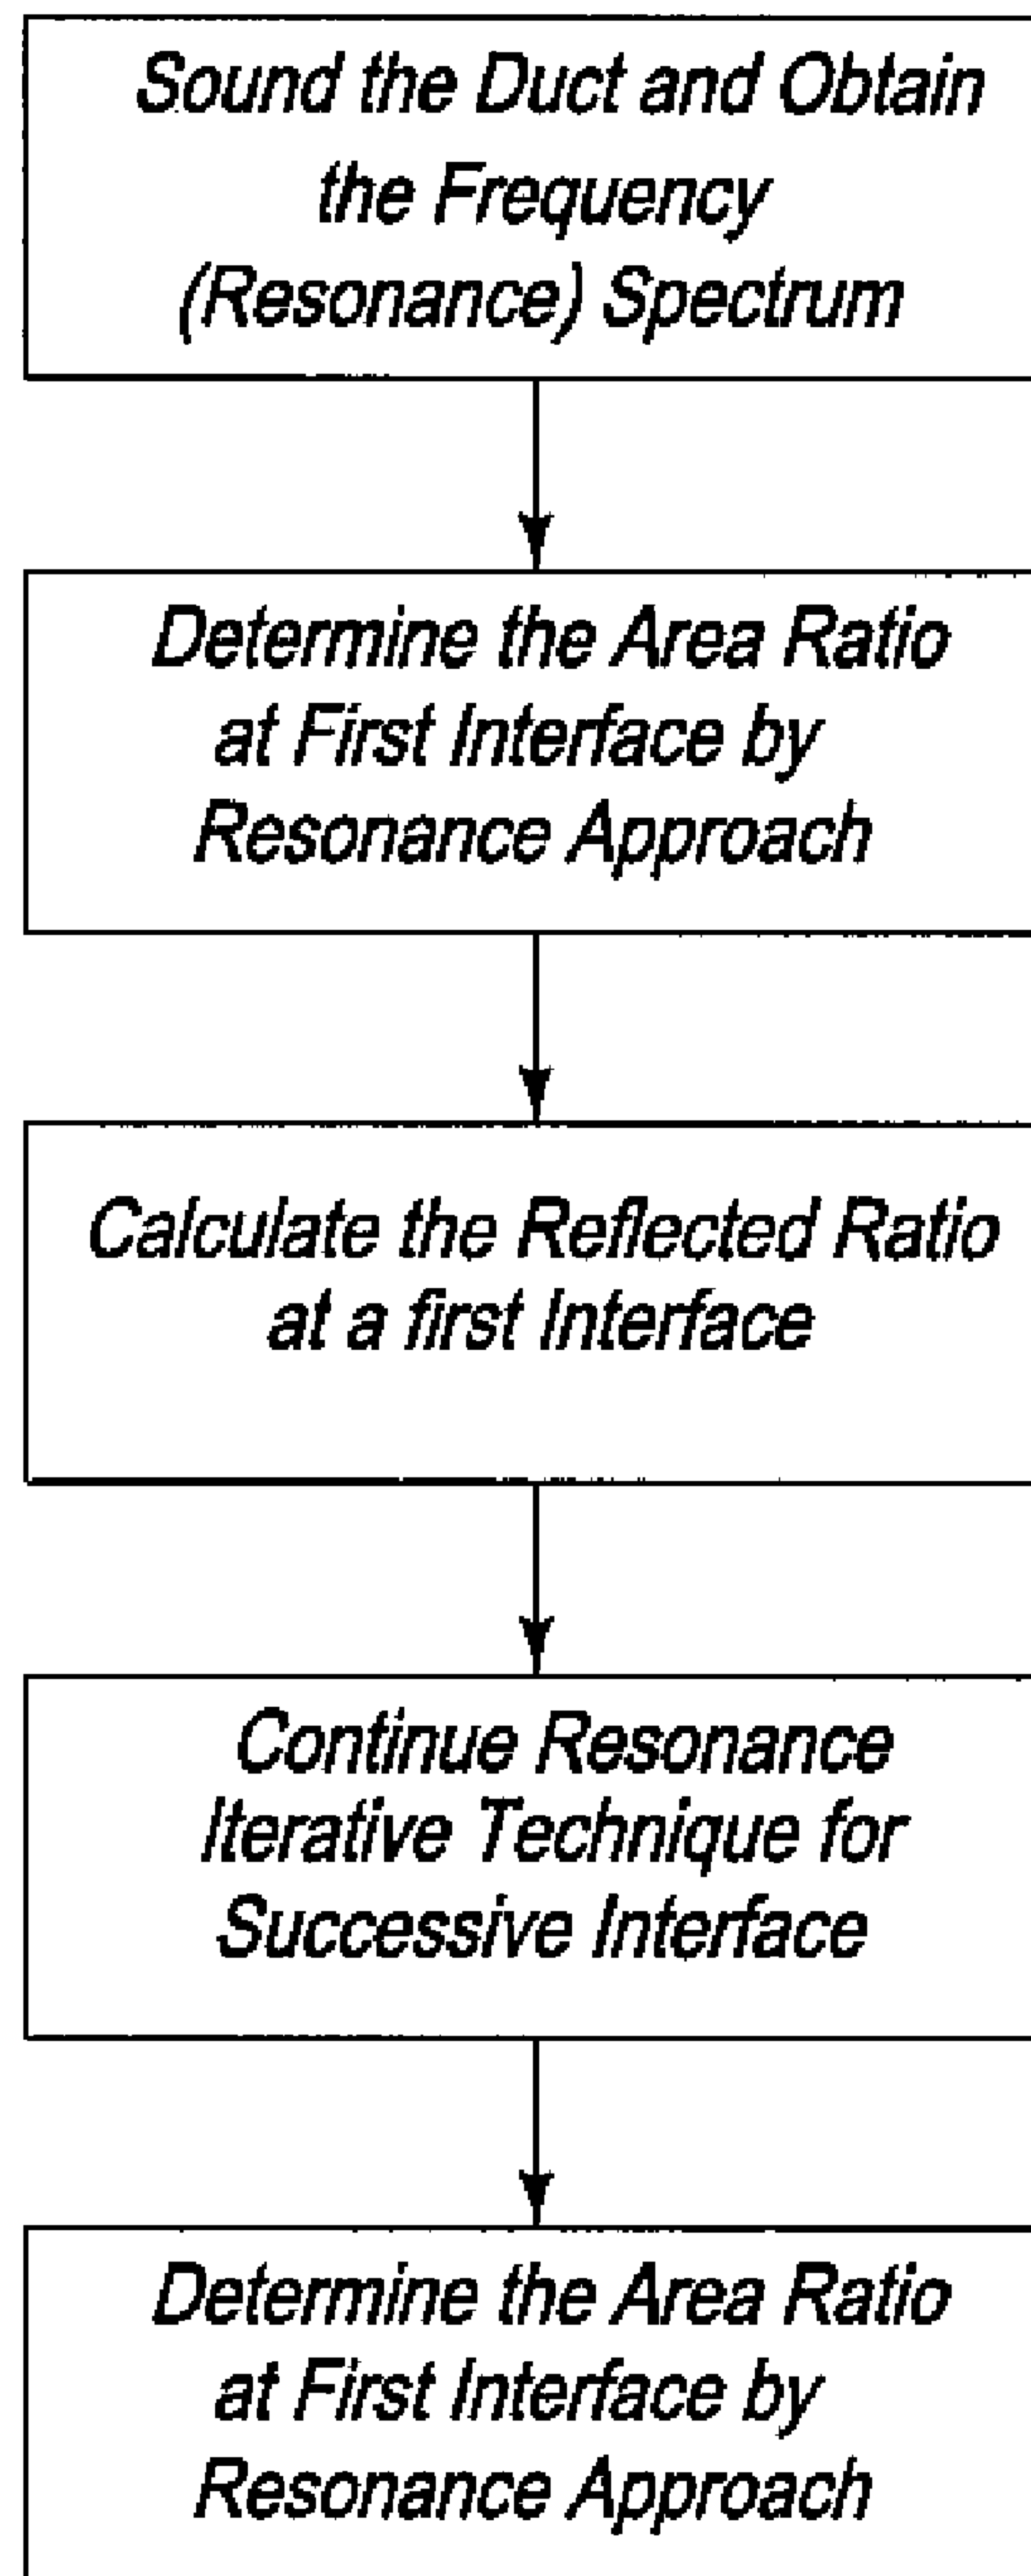 Sound the Duct and Obtain
the Frequency
(Resonance) Spectrum
Determine the Area Ratio
at First Interface by
Resonance Approach
Calculate the Reflected Ratio
at a first Interface
Continue Resonance
Iterative Technique for
Successive Interface
Determine the Area Ratio
at First Interface by
Resonance Approach